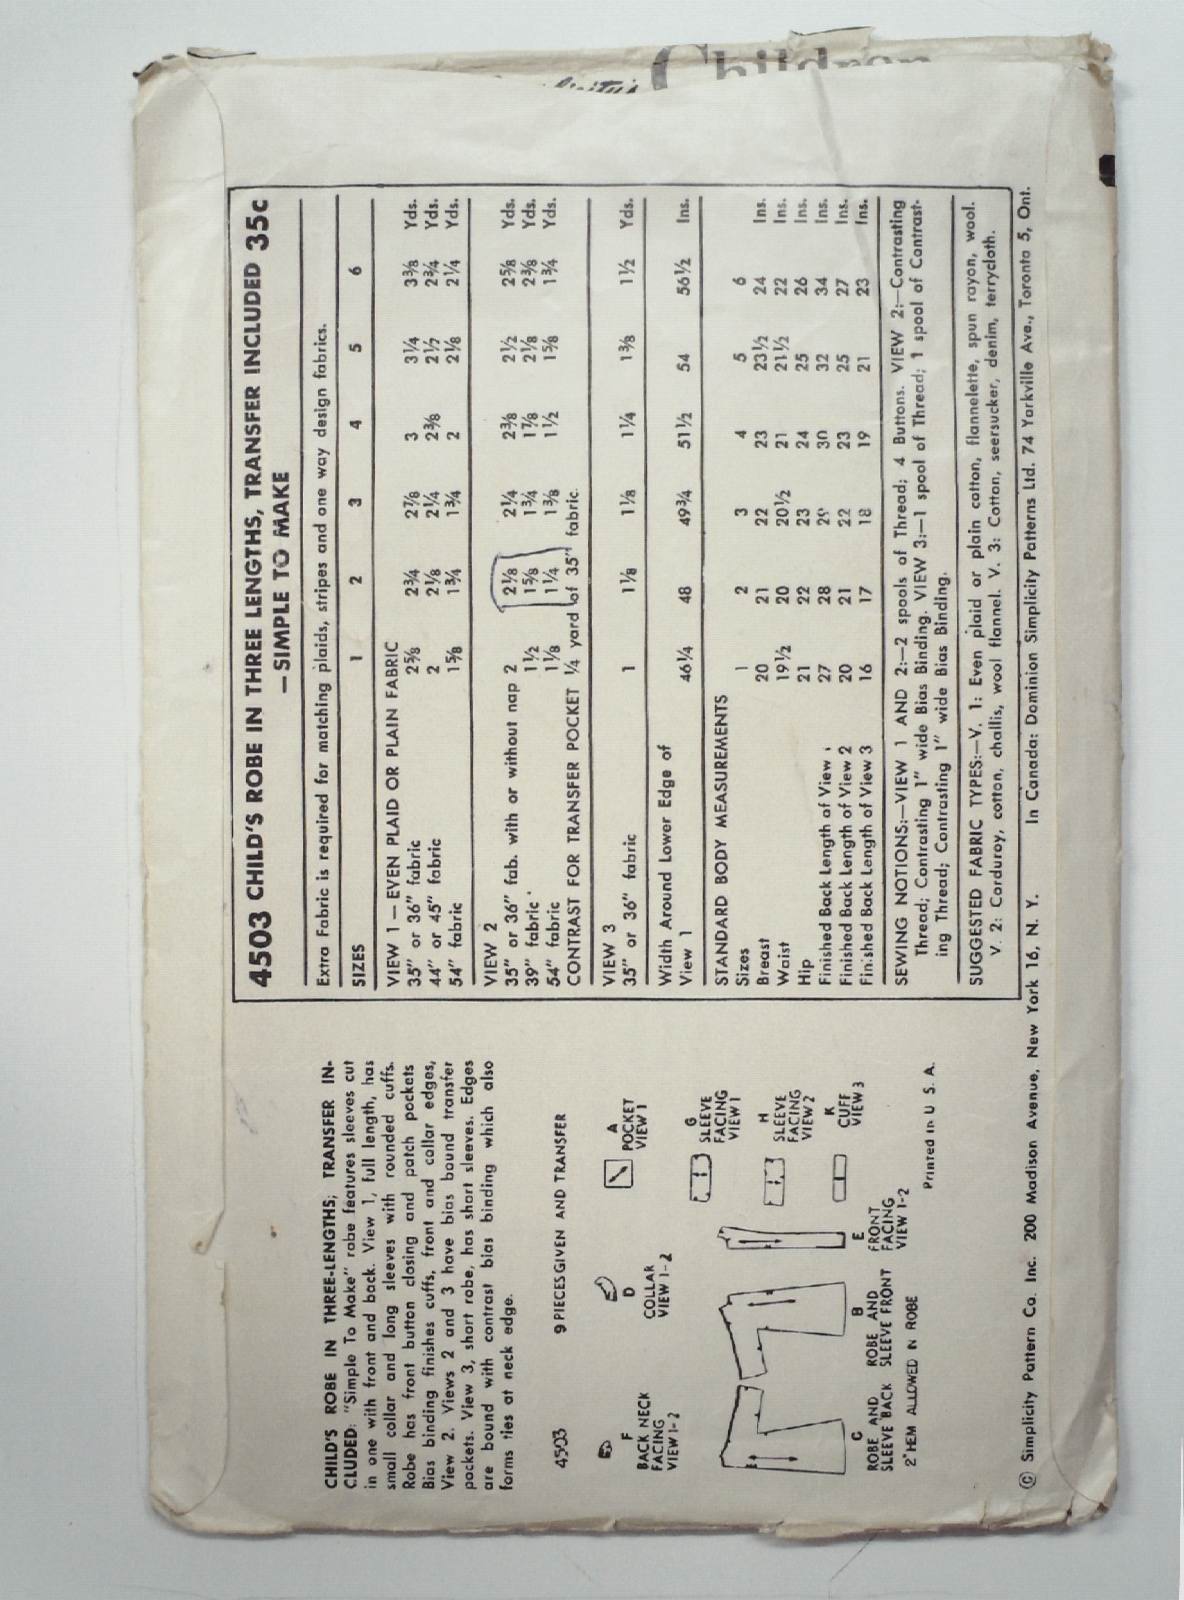 Children
4503 CHILD'S ROBE IN THREE LENGTHS, TRANSFER INCLUDED 35c
— SIMPLE TO MAKE
Extra Fabric is required for matching plaids, stripes and one way design fabrics.
SIZES 1 2 3 4 5 6
VIEW 1 — EVEN PLAID OR PLAIN FABRIC
35" or 36" fabric 2⅝ 2¾ 2⅞ 3 3¼ 3⅜ Yds.
44" or 45" fabric 2 2⅛ 2¼ 2⅜ 2½ 2¾ Yds.
54" fabric 1⅝ 1¾ 1¾ 2 2⅛ 2¼ Yds.
VIEW 2
35" or 36" fab. with or without nap 2 2⅛ 2¼ 2⅜ 2½ 2⅝ Yds.
39" fabric 1½ 1⅝ 1¾ 1⅞ 2⅛ 2⅜ Yds.
54" fabric 1⅛ 1¼ 1⅜ 1½ 1⅝ 1¾ Yds.
CONTRAST FOR TRANSFER POCKET ¼ yard of 35" fabric.
VIEW 3
35" or 36" fabric 1 1⅛ 1⅛ 1¼ 1⅜ 1½ Yds.
Width Around Lower Edge of
View 1 46¼ 48 49¾ 51½ 54 56½ Ins.
STANDARD BODY MEASUREMENTS
Sizes 1 2 3 4 5 6
Breast 20 21 22 23 23½ 24 Ins.
Waist 19½ 20 20½ 21 21½ 22 Ins.
Hip 21 22 23 24 25 26 Ins.
Finished Back Length of View 1 27 28 29 30 32 34 Ins.
Finished Back Length of View 2 20 21 22 23 25 27 Ins.
Finished Back Length of View 3 16 17 18 19 21 23 Ins.
SEWING NOTIONS:—VIEW 1 AND 2:—2 spools of Thread; 4 Buttons. VIEW 2:—Contrasting
Thread; Contrasting 1" wide Bias Binding. VIEW 3:—1 spool of Thread; 1 spool of Contrast-
ing Thread; Contrasting 1" wide Bias Binding.
SUGGESTED FABRIC TYPES:—V. 1: Even plaid or plain cotton, flannelette, spun rayon, wool.
V. 2: Corduroy, cotton, challis, wool flannel. V. 3: Cotton, seersucker, denim, terrycloth.
CHILD'S ROBE IN THREE-LENGTHS; TRANSFER IN-
CLUDED: "Simple To Make" robe features sleeves cut
in one with front and back. View 1, full length, has
small collar and long sleeves with rounded cuffs.
Robe has front button closing and patch pockets
Bias binding finishes cuffs, front and collar edges,
View 2. Views 2 and 3 have bias bound transfer
pockets. View 3, short robe, has short sleeves. Edges
are bound with contrast bias binding which also
forms ties at neck edge.
4503 9 PIECES GIVEN AND TRANSFER
F
BACK NECK
FACING
VIEW 1-2
D
COLLAR
VIEW 1-2
A
POCKET
VIEW 1
G
SLEEVE
FACING
VIEW 1
H
SLEEVE
FACING
VIEW 2
K
CUFF
VIEW 3
C
ROBE AND
SLEEVE BACK
B
ROBE AND
SLEEVE FRONT
E
FRONT
FACING
VIEW 1-2
2" HEM ALLOWED IN ROBE
Printed in U. S. A.
© Simplicity Pattern Co. Inc. 200 Madison Avenue, New York 16, N. Y. In Canada: Dominion Simplicity Patterns Ltd. 74 Yorkville Ave., Toronto 5, Ont.